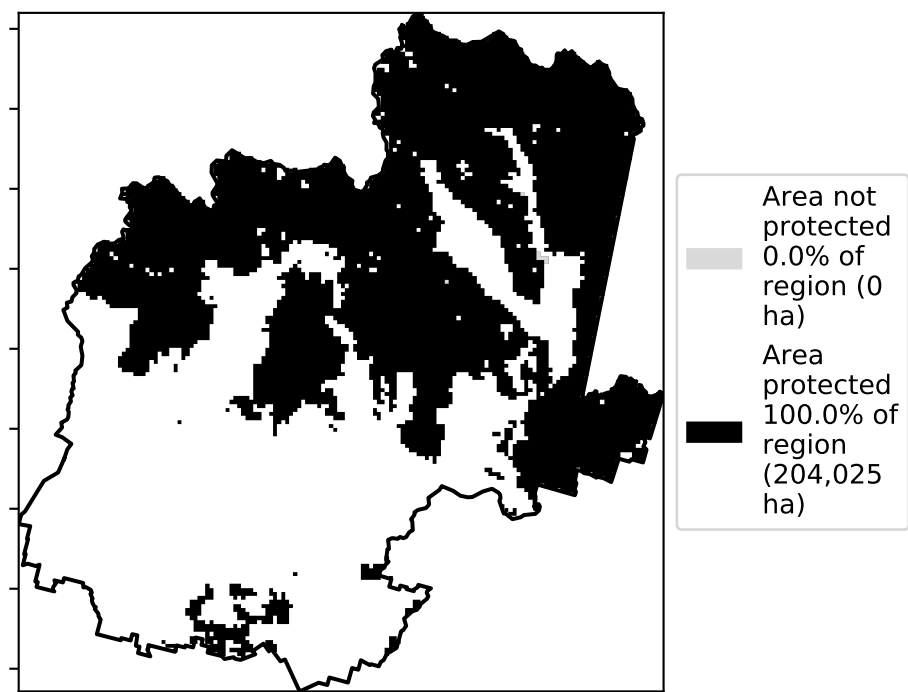 Area not
protected
0.0% of
region (0
ha)
Area
protected
100.0% of
region
(204,025
ha)